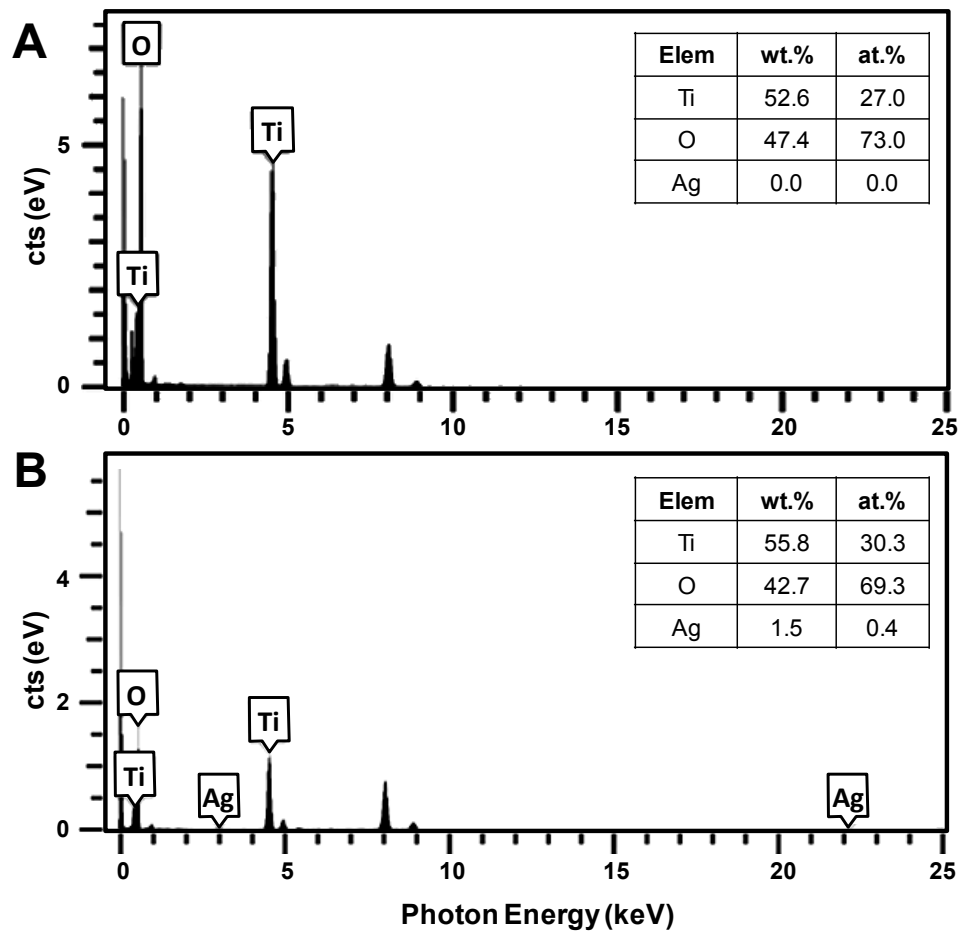 A
O
Ti
Ti
cts (eV)
5
0
Elem wt.% at.%
Ti 52.6 27.0
O 47.4 73.0
Ag 0.0 0.0
0 5 10 15 20 25
B
O
Ti
Ti
Ag
Ag
cts (eV)
4
2
0
Elem wt.% at.%
Ti 55.8 30.3
O 42.7 69.3
Ag 1.5 0.4
0 5 10 15 20 25
Photon Energy (keV)